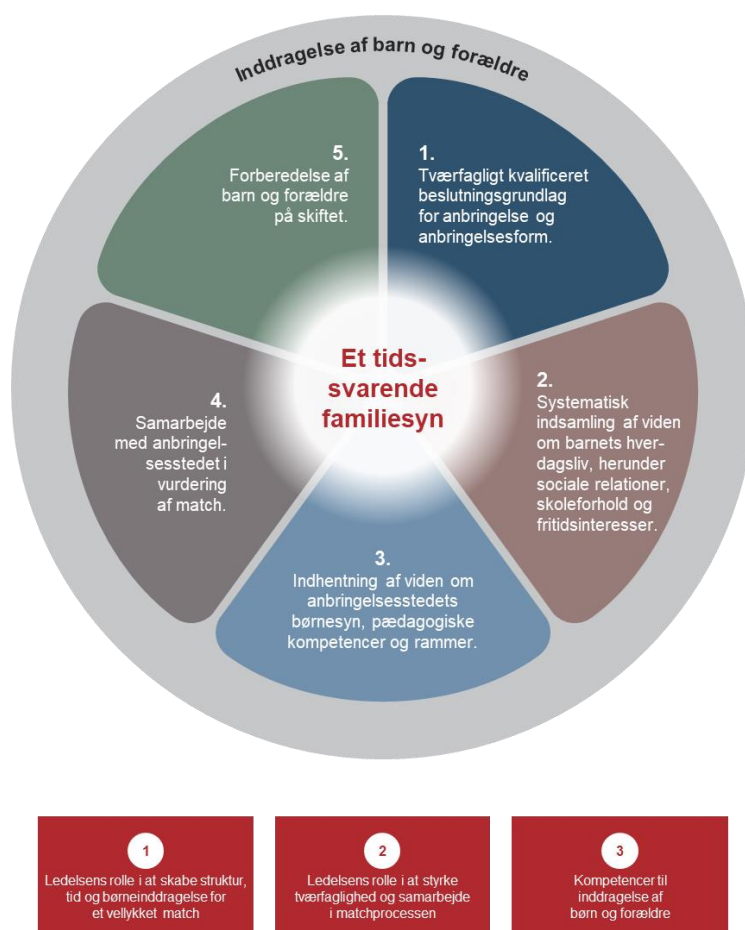 Inddragelse af barn og forældre
5.
Forberedelse af
barn og forældre
på skiftet.
1.
Tværfagligt kvalificeret
beslutningsgrundlag
for anbringelse og
anbringelsesform.
Et tids-
svarende
familiesyn
2.
Systematisk
indsamling af viden
om barnets hver-
dagsliv, herunder
sociale relationer,
skoleforhold og
fritidsinteresser.
4.
Samarbejde
med anbringel-
sesstedet i
vurdering
af match.
3.
Indhentning af viden om
anbringelsesstedets
børnesyn, pædagogiske
kompetencer og rammer.
1
Ledelsens rolle i at skabe struktur,
tid og børneinddragelse for
et vellykket match
2
Ledelsens rolle i at styrke
tværfaglighed og samarbejde
i matchprocessen
3
Kompetencer til
inddragelse af
børn og forældre